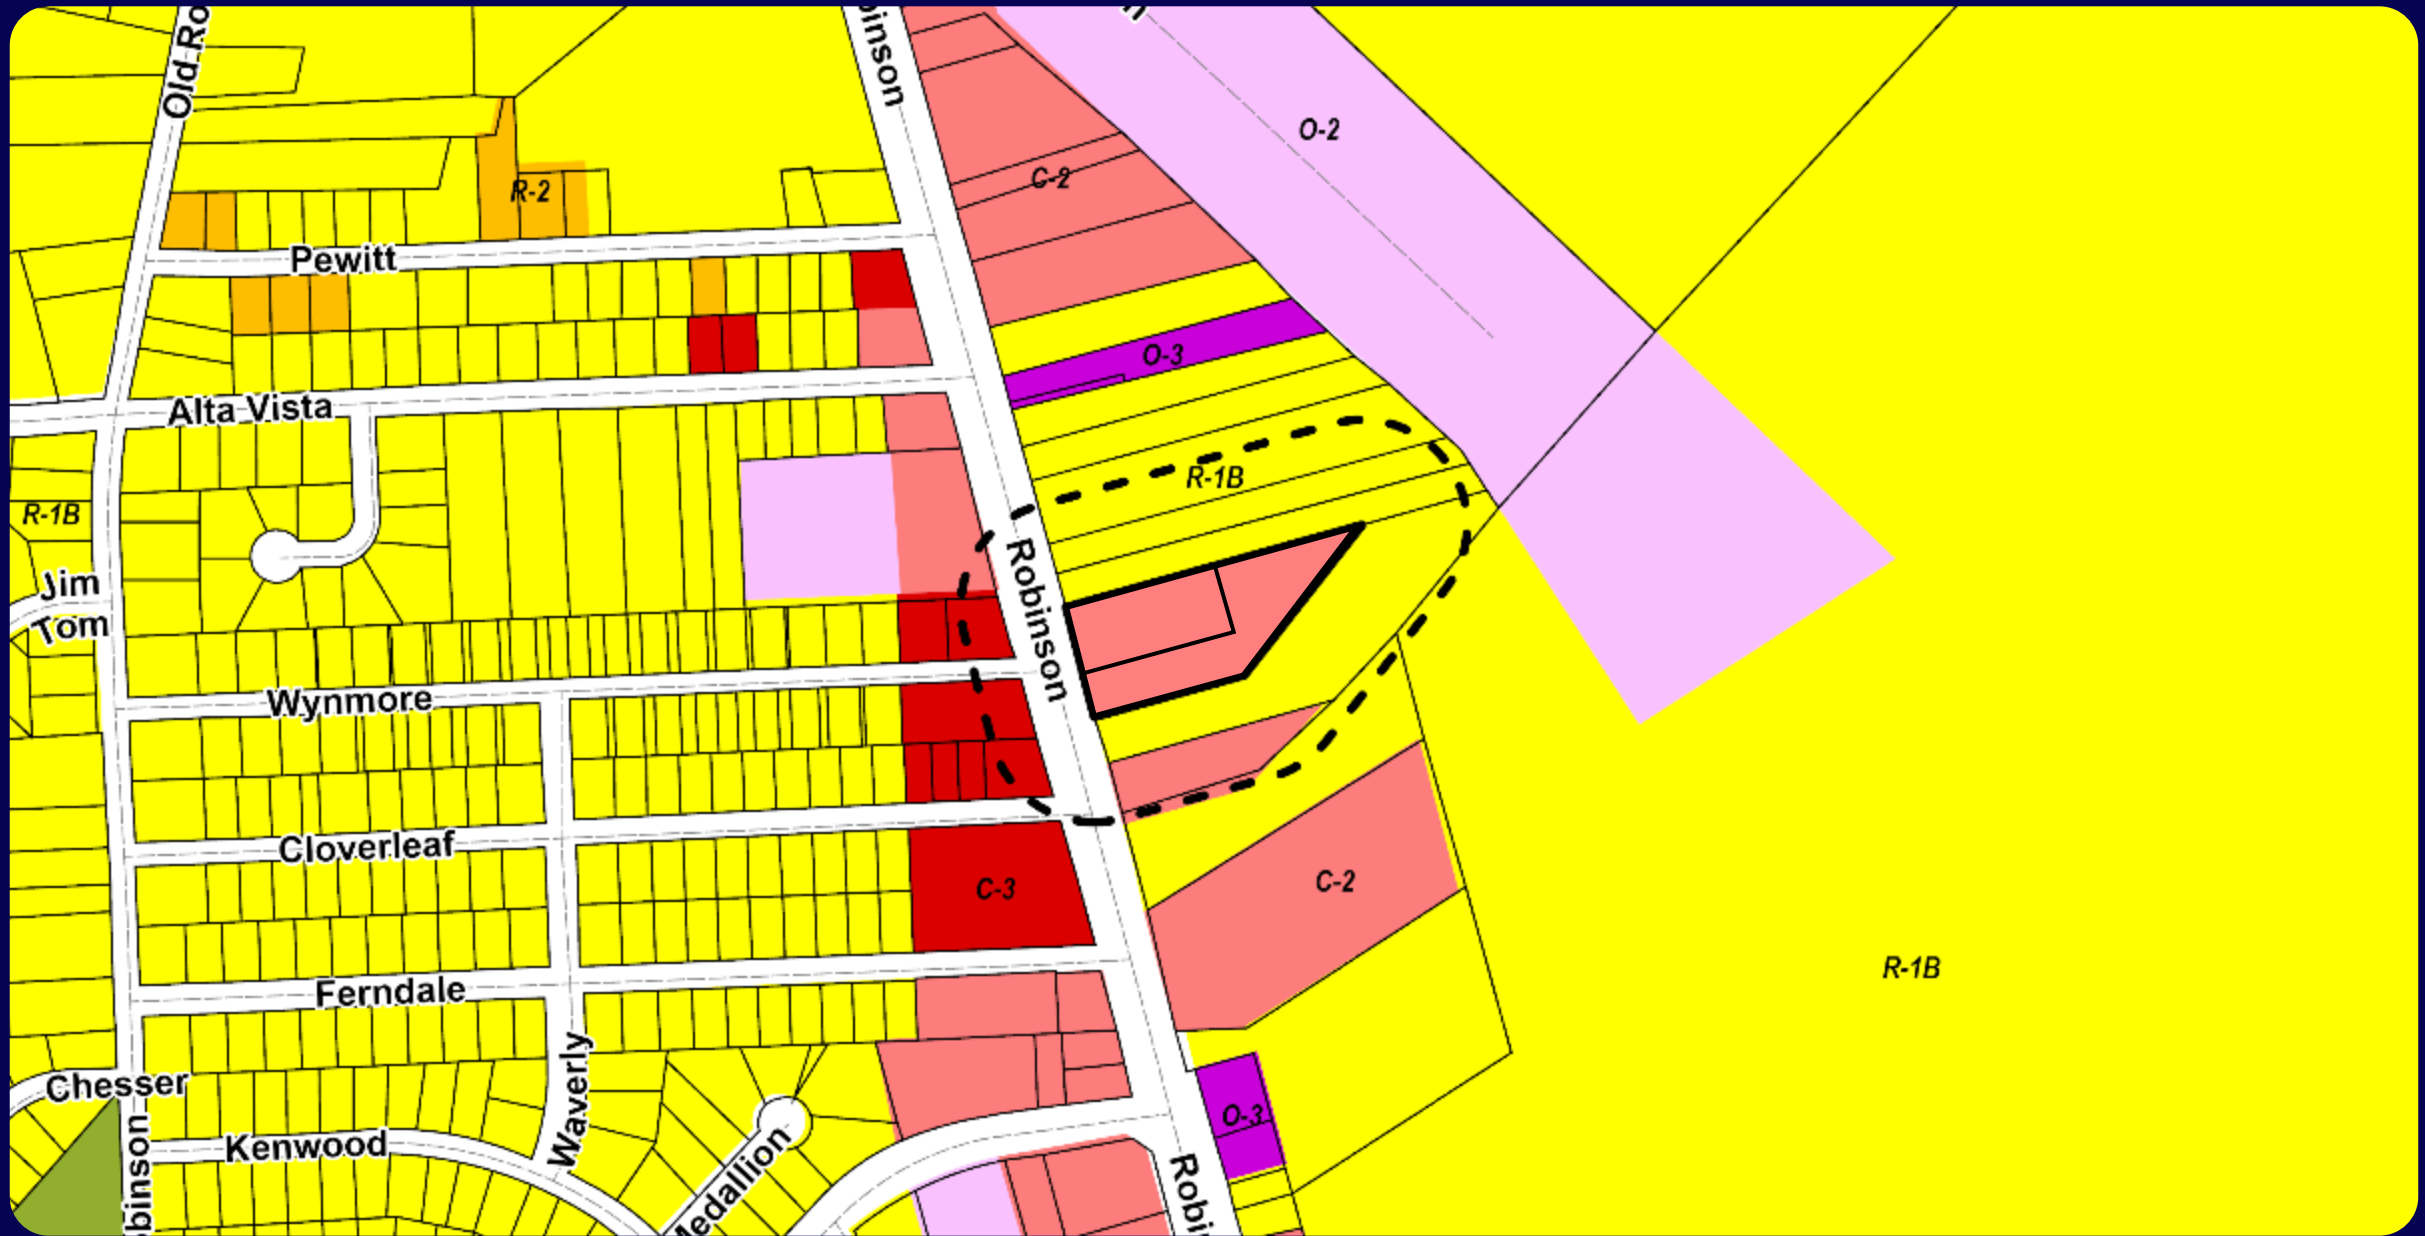 Old Ro
binson
O-2
C-2
R-2
Pewitt
O-3
Alta Vista
R-1B
R-1B
Jim
Tom
Robinson
Wynmore
Cloverleaf
C-3
C-2
R-1B
Ferndale
Waverly
Chesser
O-3
Kenwood
binson
Medallion
Robi